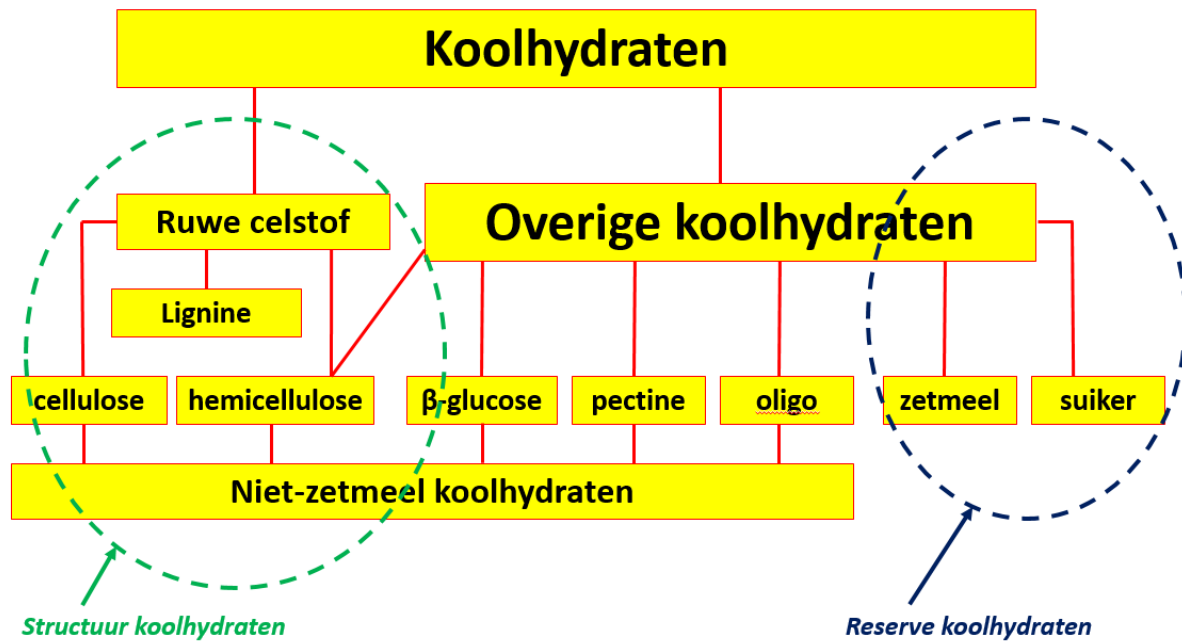 Koolhydraten
Ruwe celstof
Overige koolhydraten
Lignine
cellulose
hemicellulose
β-glucose
pectine
oligo
zetmeel
suiker
Niet-zetmeel koolhydraten
Structuur koolhydraten
Reserve koolhydraten